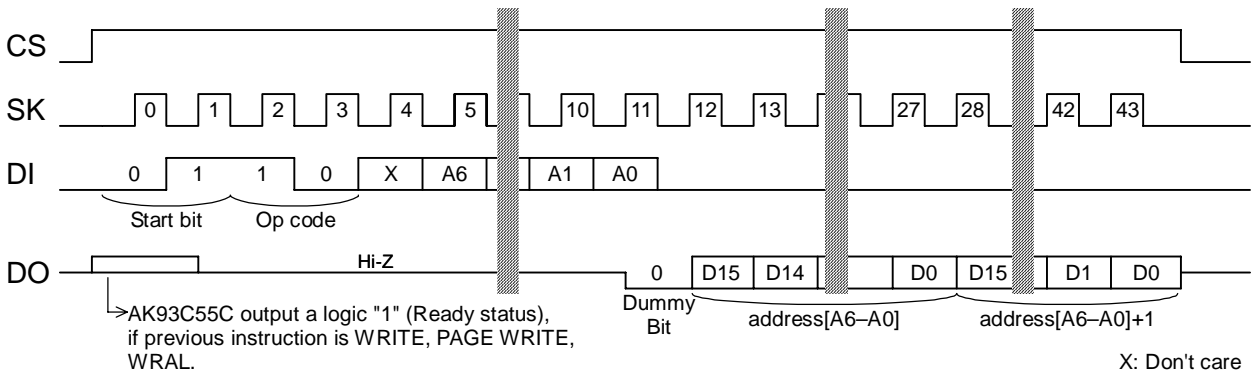 CS
SK 0 1 2 3 4 5 10 11 12 13 27 28 42 43
DI 0 1 1 0 X A6 A1 A0
Start bit Op code
DO Hi-Z 0 D15 D14 D0 D15 D1 D0
Dummy
Bit
address[A6–A0] address[A6–A0]+1
AK93C55C output a logic "1" (Ready status),
if previous instruction is WRITE, PAGE WRITE,
WRAL.
X: Don't care